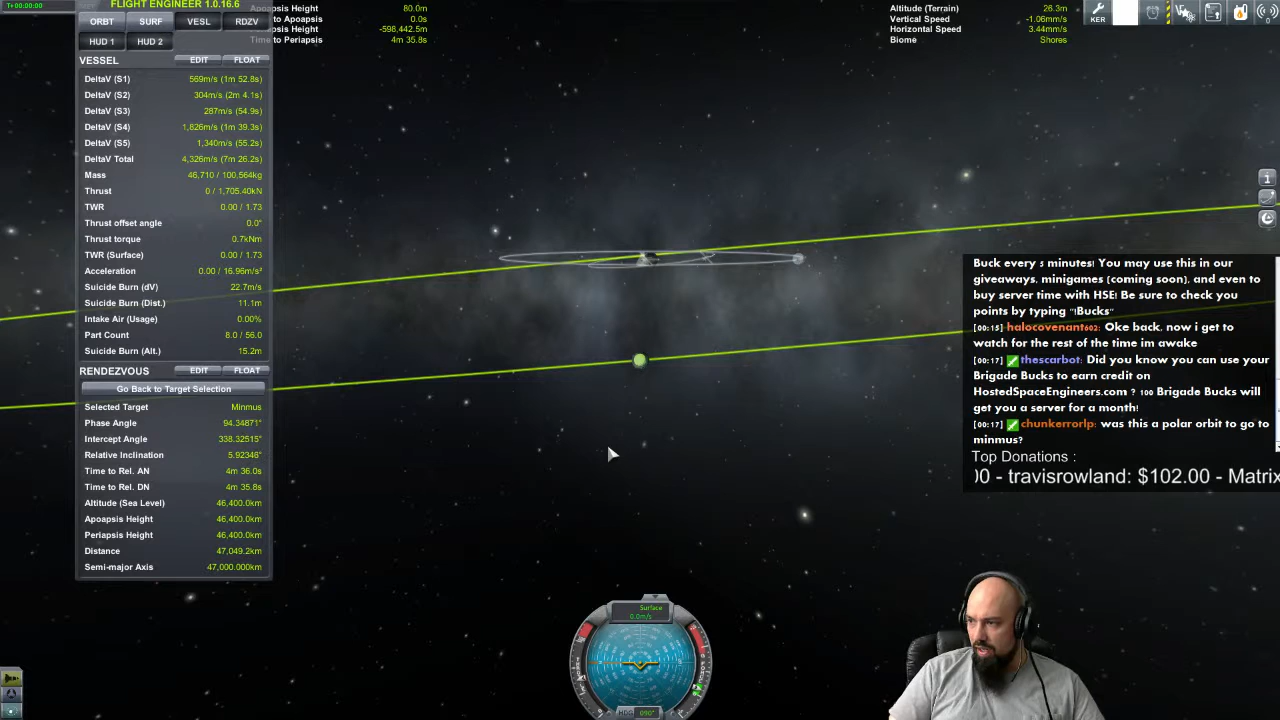 T+00:00:00
FLIGHT ENGINEER 1.0.16.6
ORBT SURF VESL RDZV
HUD 1 HUD 2
VESSEL EDIT FLOAT
DeltaV (S1) 569m/s (1m 52.8s)
DeltaV (S2) 304m/s (2m 4.1s)
DeltaV (S3) 287m/s (54.9s)
DeltaV (S4) 1,826m/s (1m 39.3s)
DeltaV (S5) 1,340m/s (55.2s)
DeltaV Total 4,326m/s (7m 26.2s)
Mass 46,710 / 100,564kg
Thrust 0 / 1,705.40kN
TWR 0.00 / 1.73
Thrust offset angle 0.0°
Thrust torque 0.7kNm
TWR (Surface) 0.00 / 1.73
Acceleration 0.00 / 16.96m/s²
Suicide Burn (dV) 22.7m/s
Suicide Burn (Dist.) 11.1m
Intake Air (Usage) 0.00%
Part Count 8.0 / 56.0
Suicide Burn (Alt.) 15.2m
RENDEZVOUS EDIT FLOAT
Go Back to Target Selection
Selected Target Minmus
Phase Angle 94.34871°
Intercept Angle 338.32515°
Relative Inclination 5.92348°
Time to Rel. AN 4m 36.0s
Time to Rel. DN 4m 35.8s
Altitude (Sea Level) 46,400.0km
Apoapsis Height 46,400.0km
Periapsis Height 46,400.0km
Distance 47,049.2km
Semi-major Axis 47,000.000km
Apoapsis Height 80.0m
to Apoapsis 0.0s
apsis Height -598,442.5m
Time to Periapsis 4m 35.8s
Altitude (Terrain) 26.3m
Vertical Speed -1.06mm/s
Horizontal Speed 3.44mm/s
Biome Shores
KER
Buck every 5 minutes! You may use this in our
giveaways, minigames (coming soon), and even to
buy server time with HSE! Be sure to check you
points by typing "!Bucks"
[00:15] halocovenant602: Oke back. now i get to
watch for the rest of the time im awake
[00:17] thescarbot: Did you know you can use your
Brigade Bucks to earn credit on
HostedSpaceEngineers.com ? 100 Brigade Bucks will
get you a server for a month!
[00:17] chunkerrorlp: was this a polar orbit to go to
minmus?
Top Donations :
)0 - travisrowland: $102.00 - Matrix
Surface
0.0m/s
HDG 090°